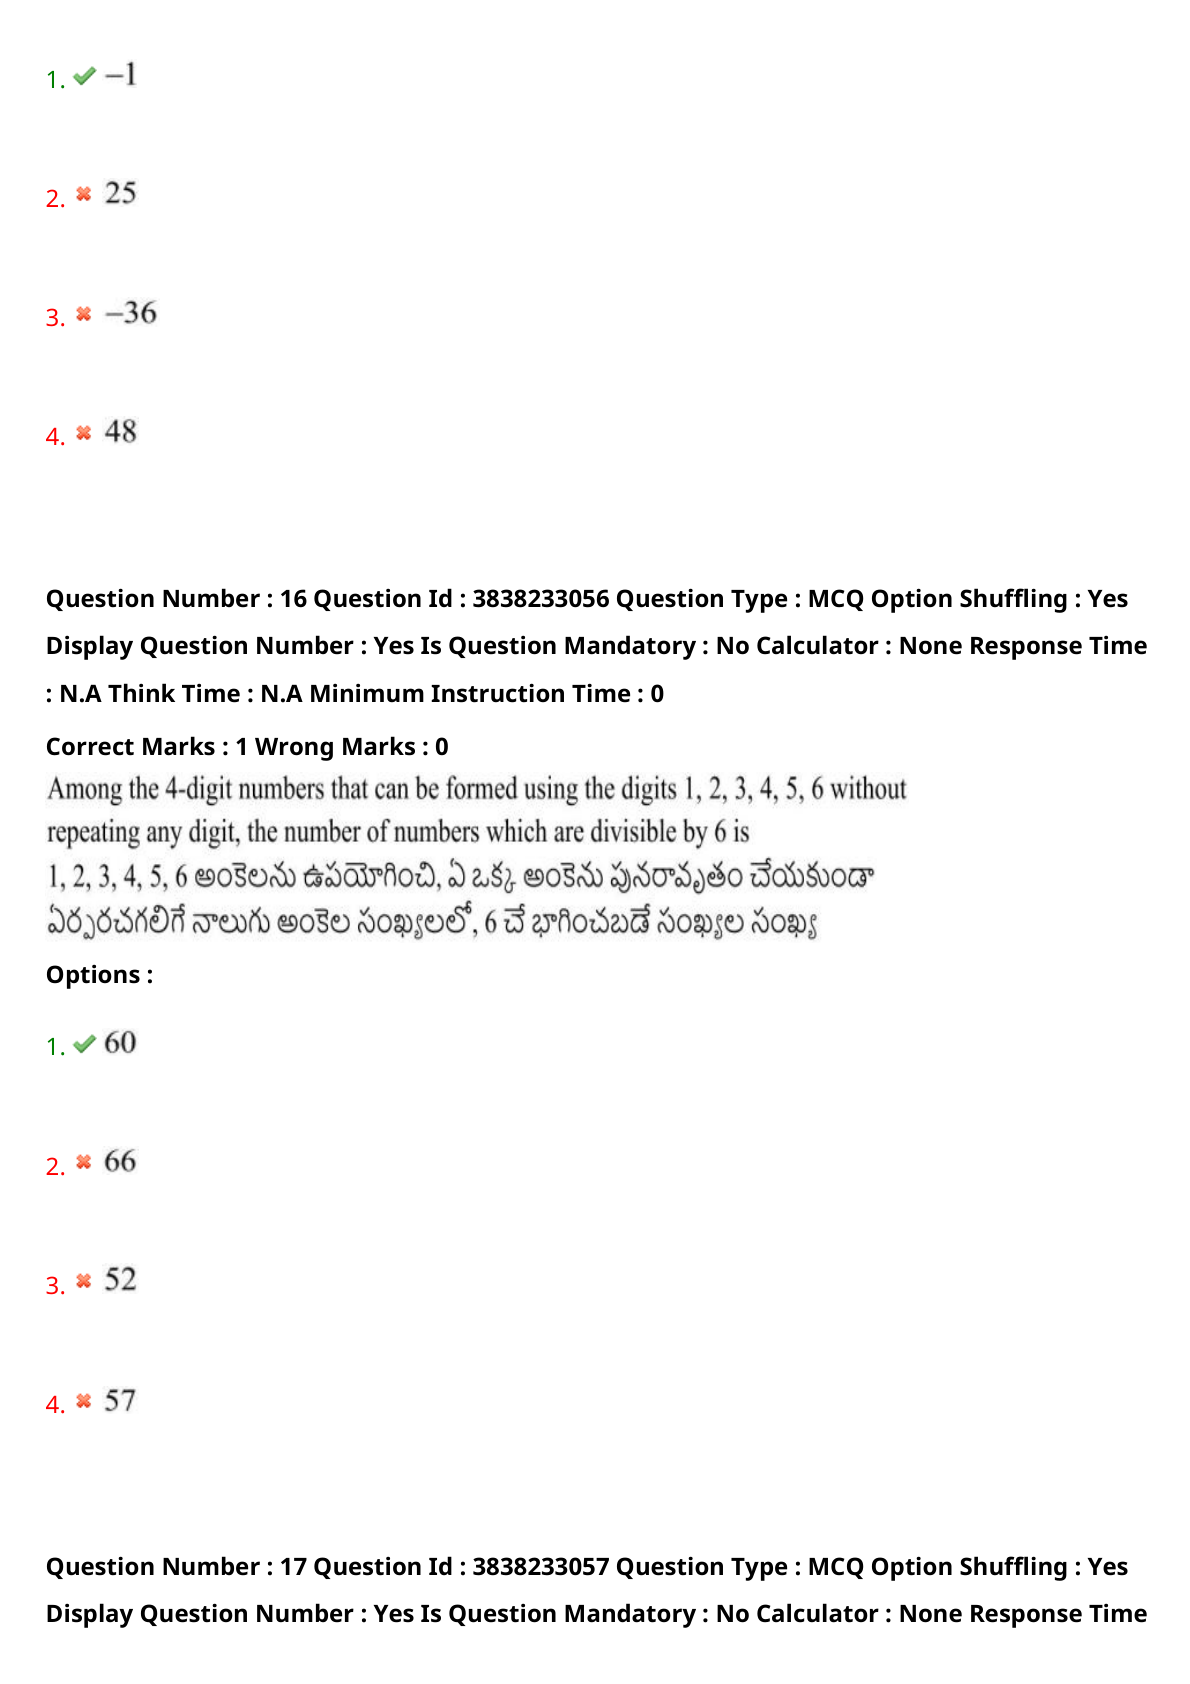 1. –1
2. 25
3. –36
4. 48
Question Number : 16 Question Id : 3838233056 Question Type : MCQ Option Shuffling : Yes
Display Question Number : Yes Is Question Mandatory : No Calculator : None Response Time
: N.A Think Time : N.A Minimum Instruction Time : 0
Correct Marks : 1 Wrong Marks : 0
Among the 4-digit numbers that can be formed using the digits 1, 2, 3, 4, 5, 6 without
repeating any digit, the number of numbers which are divisible by 6 is
1, 2, 3, 4, 5, 6 అంకెలను ఉపయోగించి, ఏ ఒక్క అంకెను పునరావృతం చేయకుండా
ఏర్పరచగలిగే నాలుగు అంకెల సంఖ్యలలో, 6 చే భాగించబడే సంఖ్యల సంఖ్య
Options :
1. 60
2. 66
3. 52
4. 57
Question Number : 17 Question Id : 3838233057 Question Type : MCQ Option Shuffling : Yes
Display Question Number : Yes Is Question Mandatory : No Calculator : None Response Time